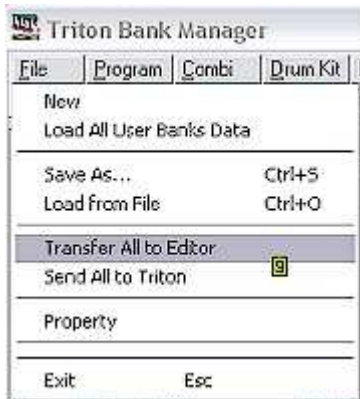 Triton Bank Manager
File Program Combi Drum Kit
New
Load All User Banks Data
Save As... Ctrl+S
Load from File Ctrl+O
Transfer All to Editor
9
Send All to Triton
Property
Exit Esc